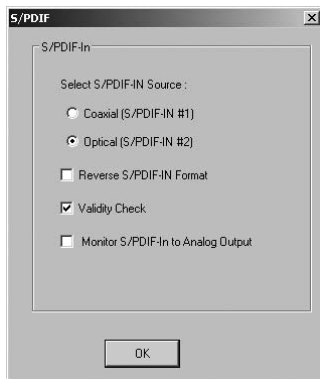 S/PDIF
S/PDIF-In
Select S/PDIF-IN Source :
Coaxial (S/PDIF-IN #1)
Optical (S/PDIF-IN #2)
Reverse S/PDIF-IN Format
Validity Check
Monitor S/PDIF-In to Analog Output
OK